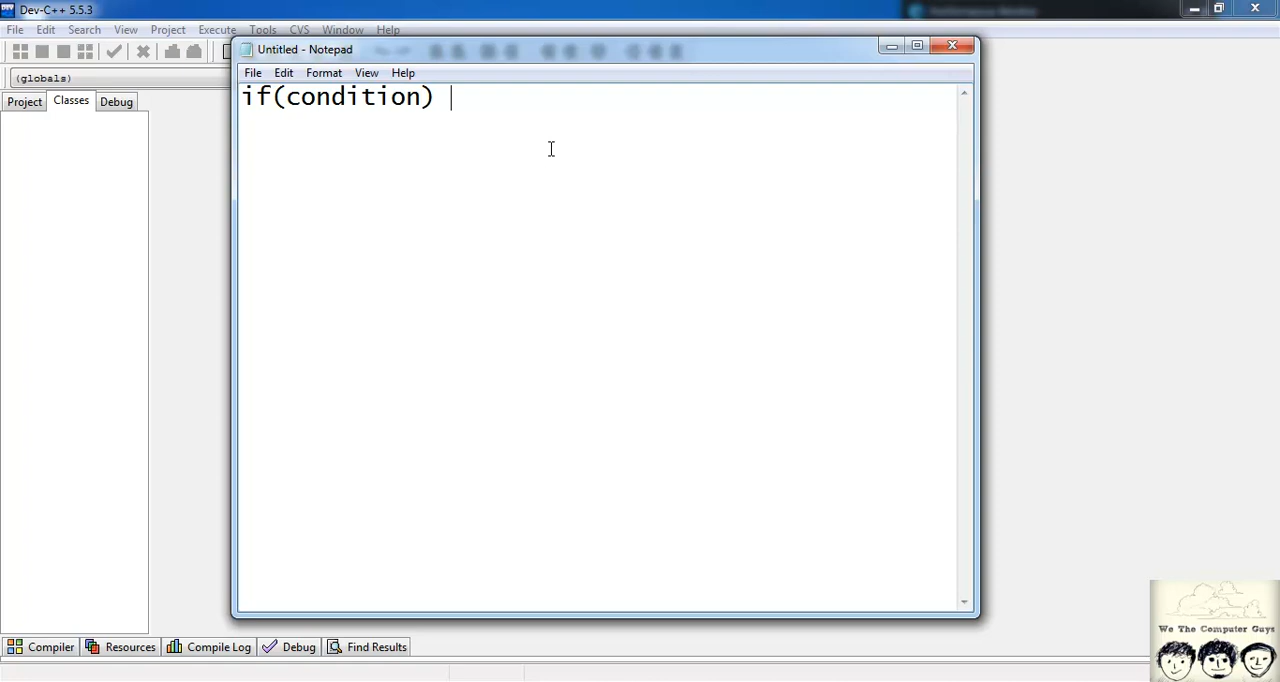 Dev-C++ 5.5.3
File Edit Search View Project Execute Tools CVS Window Help
Untitled - Notepad
(globals)
File Edit Format View Help
Project Classes Debug
if(condition)
We The Computer Guys
Compiler Resources Compile Log Debug Find Results